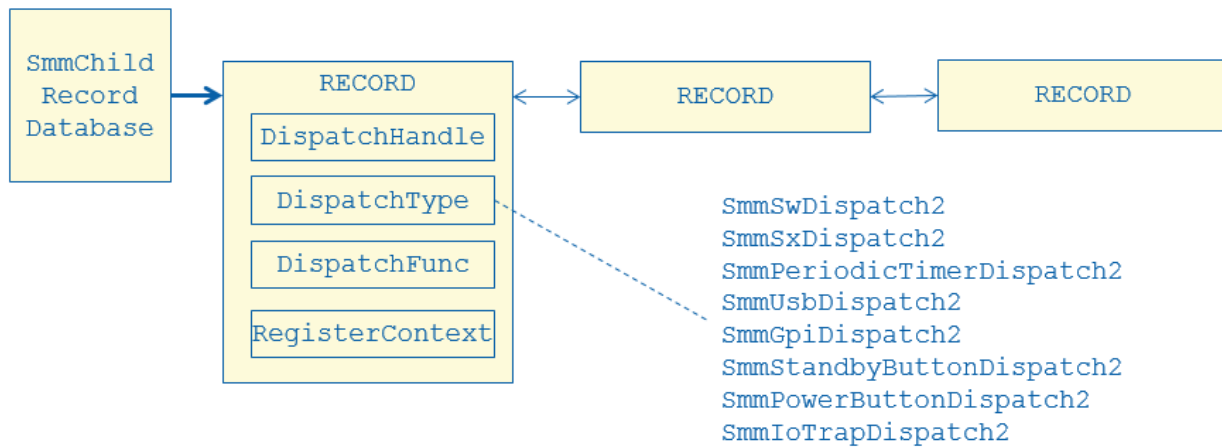 SmmChild
Record
Database
RECORD
DispatchHandle
DispatchType
DispatchFunc
RegisterContext
RECORD
RECORD
SmmSwDispatch2
SmmSxDispatch2
SmmPeriodicTimerDispatch2
SmmUsbDispatch2
SmmGpiDispatch2
SmmStandbyButtonDispatch2
SmmPowerButtonDispatch2
SmmIoTrapDispatch2